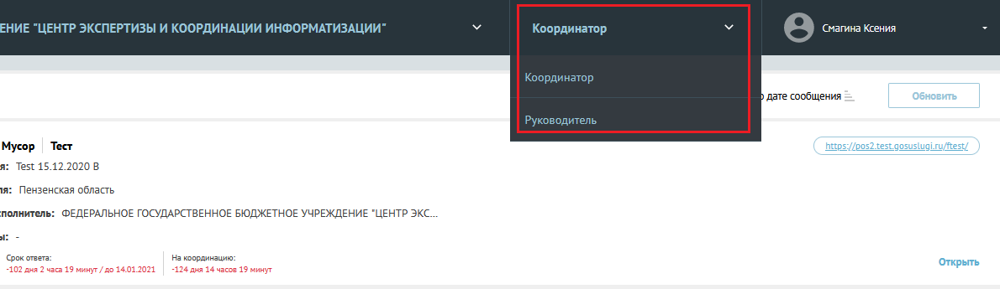 ЕНИЕ "ЦЕНТР ЭКСПЕРТИЗЫ И КООРДИНАЦИИ ИНФОРМАТИЗАЦИИ"
Координатор
Смагина Ксения
Координатор
Руководитель
о дате сообщения
Обновить
Мусор Тест
https://pos2.test.gosuslugi.ru/ftest/
я: Test 15.12.2020 В
ля: Пензенская область
сполнитель: ФЕДЕРАЛЬНОЕ ГОСУДАРСТВЕННОЕ БЮДЖЕТНОЕ УЧРЕЖДЕНИЕ "ЦЕНТР ЭКС...
ы: -
Срок ответа:
-102 дня 2 часа 19 минут / до 14.01.2021
На координацию:
-124 дня 14 часов 19 минут
Открыть